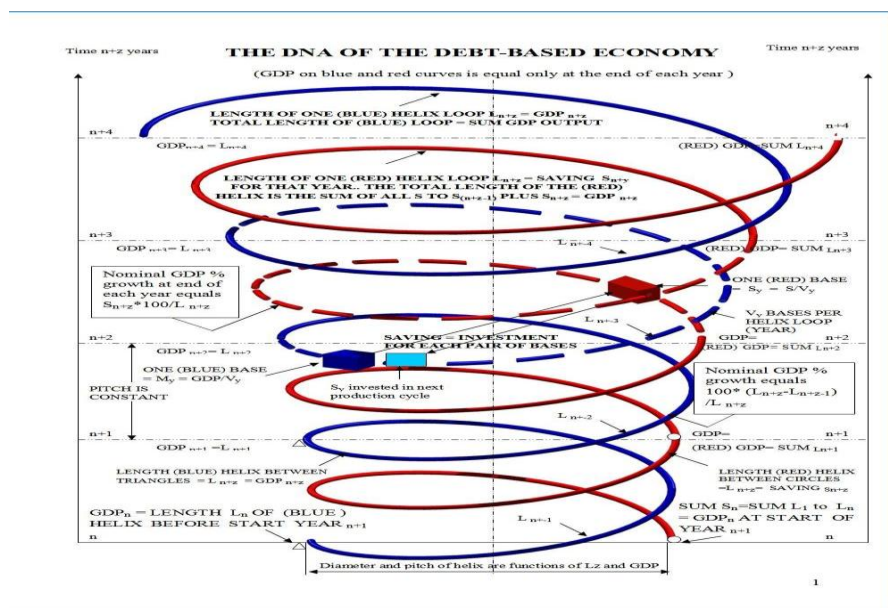 Time n+z years
THE DNA OF THE DEBT-BASED ECONOMY
Time n+z years
(GDP on blue and red curves is equal only at the end of each year )
LENGTH OF ONE (BLUE) HELIX LOOP Ln+z = GDP n+z
TOTAL LENGTH OF (BLUE) LOOP = SUM GDP OUTPUT
n+4
n+4
GDPn+4 = Ln+4
(RED) GDP=SUM Ln+4
LENGTH OF ONE (RED) HELIX LOOP Ln+z = SAVING Sn+y
FOR THAT YEAR.. THE TOTAL LENGTH OF THE (RED)
HELIX IS THE SUM OF ALL S TO S(n+z-1) PLUS Sn+z = GDP n+z
n+3
n+3
GDP n+3= L n+3
L n+-4
(RED) GDP= SUM Ln+3
Nominal GDP %
growth at end of
each year equals
Sn+z*100/L n+z
ONE (RED) BASE
= Sy = S/Vy
Vy BASES PER
HELIX LOOP
(YEAR)
L n+-3
n+2
SAVING = INVESTMENT
FOR EACH PAIR OF BASES
n+2
GDP=
GDP n+2= L n+2
(RED) GDP= SUM Ln+2
ONE (BLUE) BASE
= My = GDP/Vy
Sy invested in next
production cycle
PITCH IS
CONSTANT
Nominal GDP %
growth equals
100* (Ln+z-Ln+z-1)
/L n+z
L n+-2
n+1
GDP=
n+1
GDP n+1 =L n+1
(RED) GDP= SUM Ln+1
LENGTH (BLUE) HELIX BETWEEN
TRIANGLES = L n+z = GDP n+z
LENGTH (RED) HELIX
BETWEEN CIRCLES
=L n+z= SAVING Sn+z
GDPn = LENGTH Ln OF (BLUE )
HELIX BEFORE START YEAR n+1
L n+-1
SUM Sn=SUM L1 to Ln
= GDPn AT START OF
YEAR n+1
n
n
Diameter and pitch of helix are functions of Lz and GDP
1